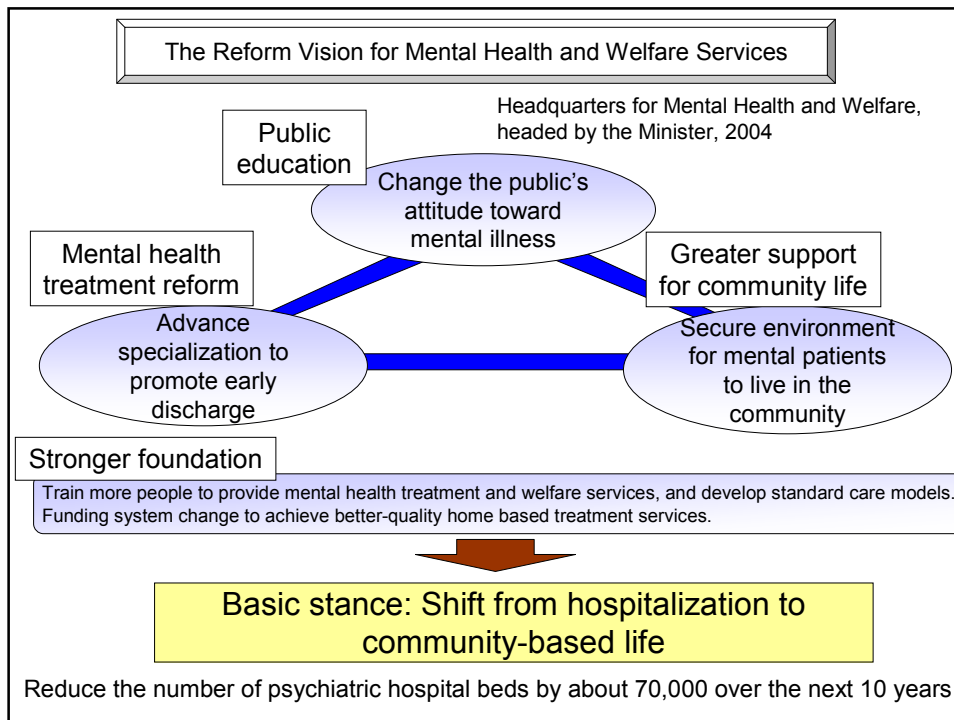 The Reform Vision for Mental Health and Welfare Services
Headquarters for Mental Health and Welfare,
headed by the Minister, 2004
Public
education
Change the public's
attitude toward
mental illness
Mental health
treatment reform
Advance
specialization to
promote early
discharge
Greater support
for community life
Secure environment
for mental patients
to live in the
community
Stronger foundation
Train more people to provide mental health treatment and welfare services, and develop standard care models.
Funding system change to achieve better-quality home based treatment services.
Basic stance: Shift from hospitalization to
community-based life
Reduce the number of psychiatric hospital beds by about 70,000 over the next 10 years